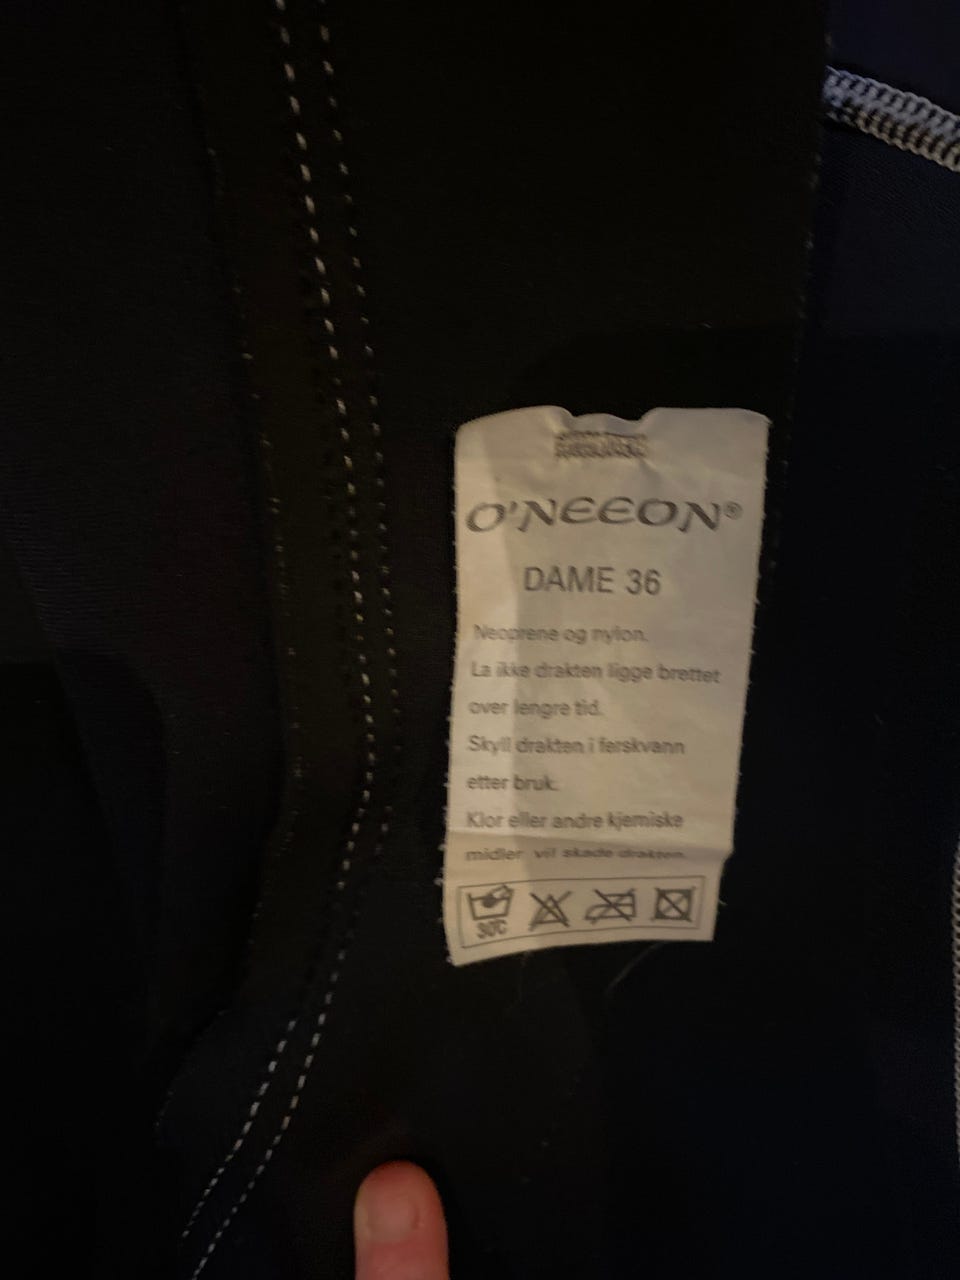 O'NEEON®
DAME 36
Neoprene og nylon.
La ikke drakten ligge brettet
over lengre tid.
Skyll drakten i ferskvann
etter bruk.
Klor eller andre kjemiske
midler vil skade drakten.
30C